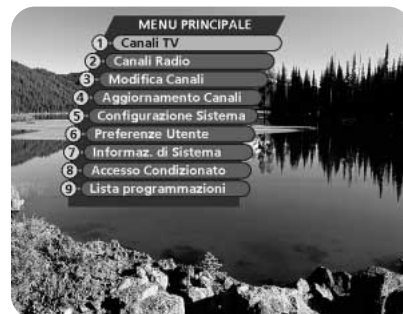 MENU PRINCIPALE
1 Canali TV
2 Canali Radio
3 Modifica Canali
4 Aggiornamento Canali
5 Configurazione Sistema
6 Preferenze Utente
7 Informaz. di Sistema
8 Accesso Condizionato
9 Lista programmazioni